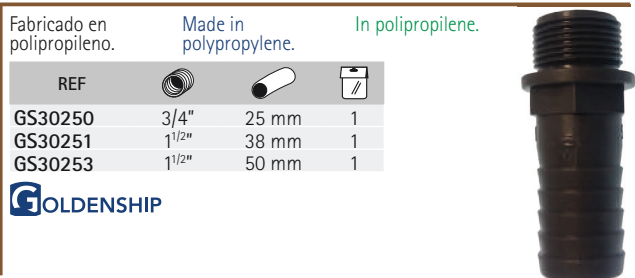 Fabricado en
polipropileno.
Made in
polypropylene.
In polipropilene.
REF
GS30250 3/4" 25 mm 1
GS30251 1 1/2" 38 mm 1
GS30253 1 1/2" 50 mm 1
GOLDENSHIP